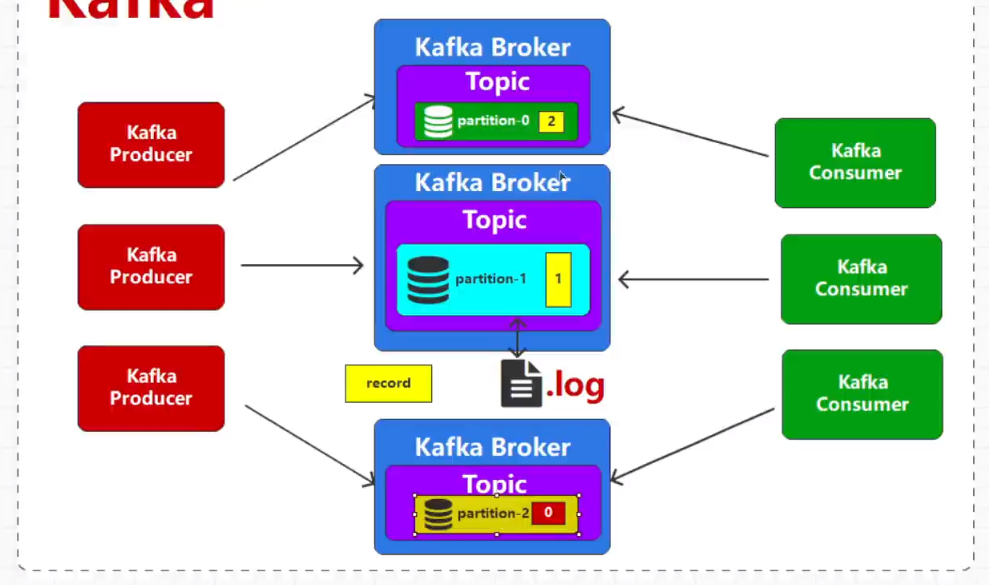 Kafka
Kafka Broker
Topic
partition-0 2
Kafka
Producer
Kafka
Consumer
Kafka Broker
Topic
partition-1 1
Kafka
Producer
Kafka
Consumer
record
.log
Kafka
Producer
Kafka
Consumer
Kafka Broker
Topic
partition-2 0